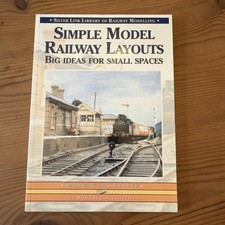 • Silver Link Library of Railway Modelling •
Simple Model
Railway Layouts
Big ideas for small spaces